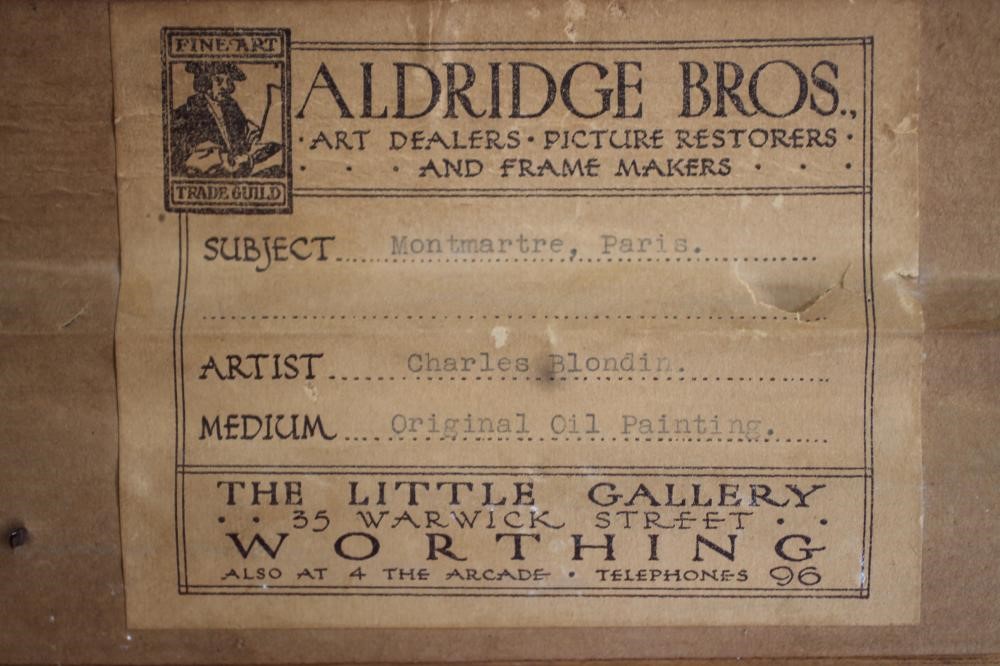 FINE ART
TRADE GUILD
ALDRIDGE BROS.,
· ART DEALERS · PICTURE RESTORERS ·
· · · AND FRAME MAKERS · · ·
SUBJECT Montmartre, Paris.
ARTIST Charles Blondin.
MEDIUM Original Oil Painting.
THE LITTLE GALLERY
· · 35 WARWICK STREET · ·
WORTHING
ALSO AT 4 THE ARCADE · TELEPHONES 96